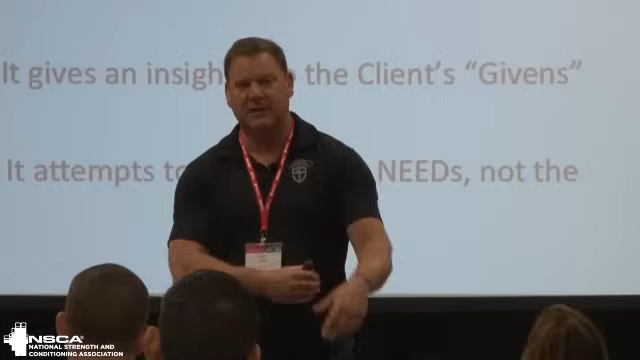 It gives an insigh the Client's "Givens"
It attempts to NEEDs, not the
NSCA
NATIONAL STRENGTH AND
CONDITIONING ASSOCIATION